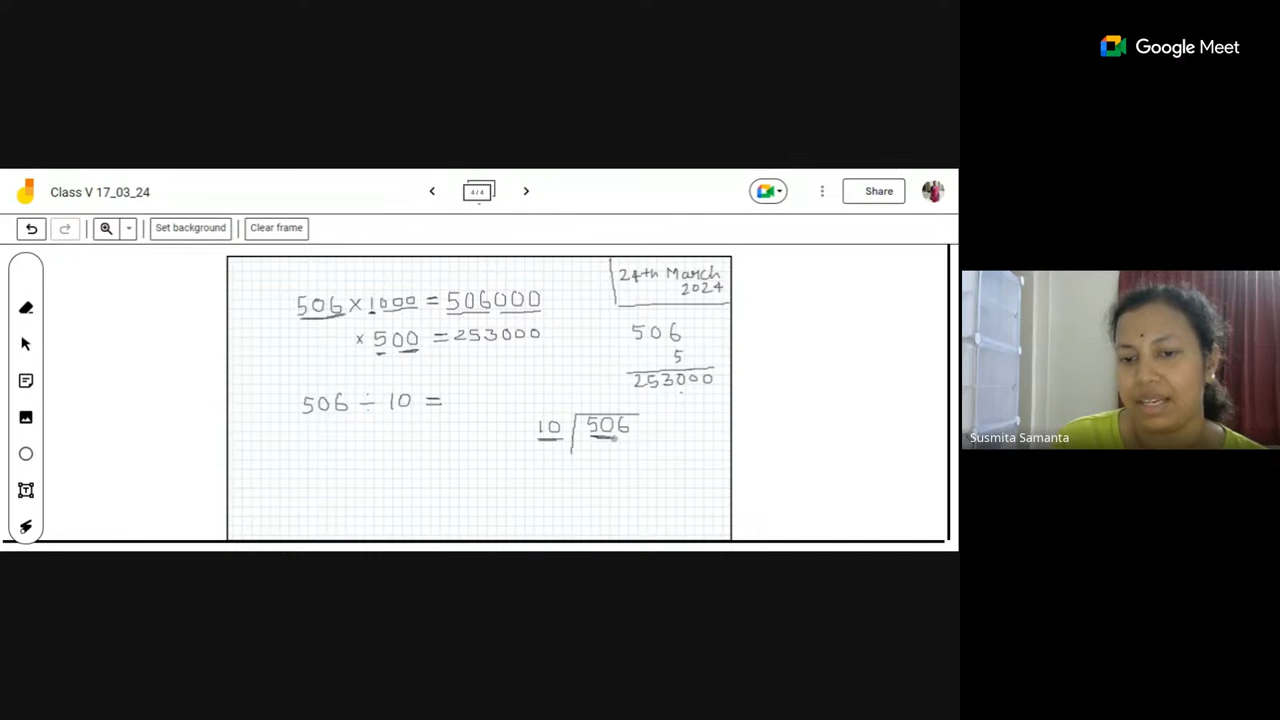 Google Meet
Class V 17_03_24
4/4
Share
Set background
Clear frame
24th March
2024
506 × 1000 = 506000
× 500 = 253000
506
5
253000
506 ÷ 10 =
10 506
Susmita Samanta